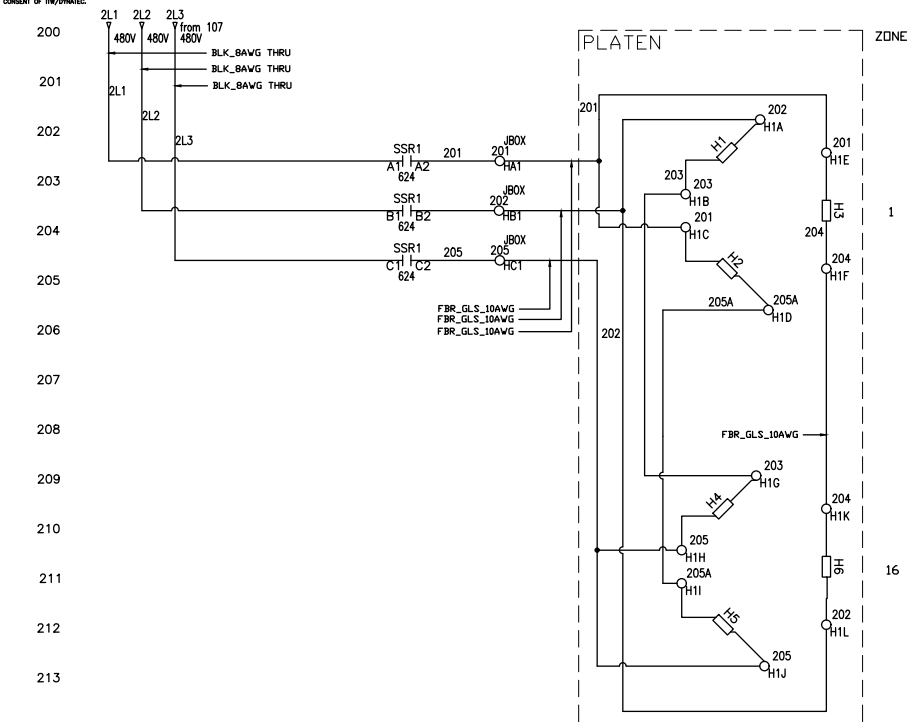 CONSENT OF ITW/DYNATEC.
2L1 2L2 2L3
200
from 107
480V 480V 480V
PLATEN
ZONE
BLK_8AWG THRU
BLK_8AWG THRU
201
BLK_8AWG THRU
2L1
201
202
2L2
H1A
202
2L3
H1
201
SSR1
201
JBOX
201
H1E
A1 A2
HA1
624
203
203
203
JBOX
H1B
SSR1
202
H3
1
B1 B2
HB1
201
624
H1C
204
204
JBOX
SSR1
205
205
H2
204
C1 C2
HC1
H1F
624
205
205A
205A
FBR_GLS_10AWG
H1D
FBR_GLS_10AWG
206
FBR_GLS_10AWG
202
207
208
FBR_GLS_10AWG
203
209
H1G
H4
204
H1K
210
205
H1H
H6
205A
16
211
H1I
H5
202
212
H1L
205
213
H1J